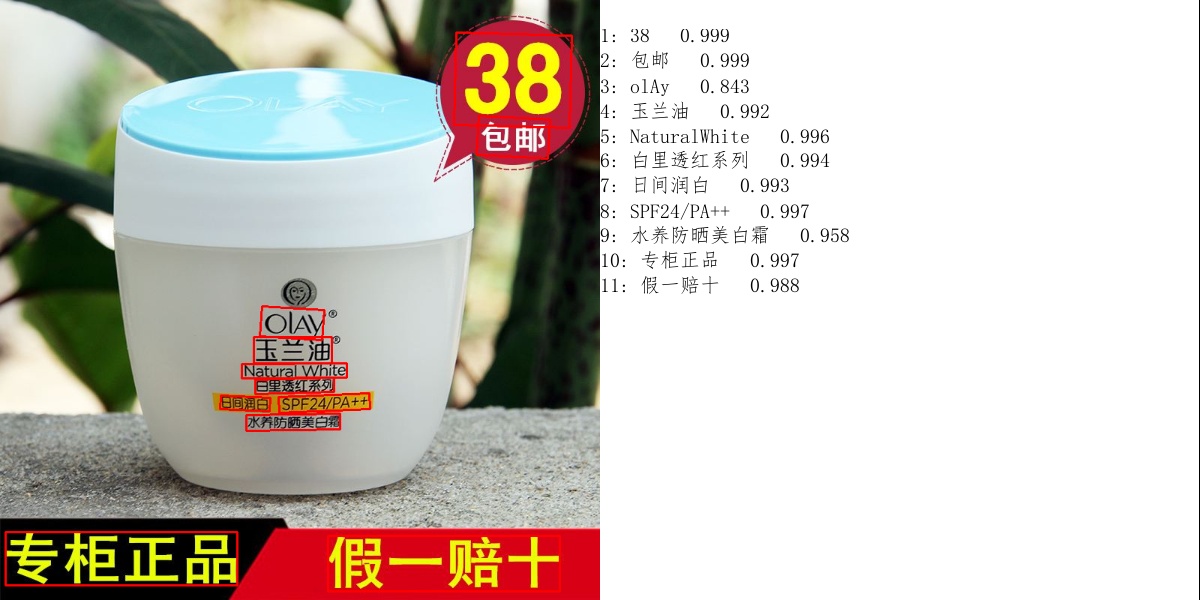 OLAY
38
包邮
OLAY®
玉兰油®
Natural White
白里透红系列
日间润白 SPF24/PA++
水养防晒美白霜
专柜正品
假一赔十
1: 38 0.999
2: 包邮 0.999
3: olAy 0.843
4: 玉兰油 0.992
5: NaturalWhite 0.996
6: 白里透红系列 0.994
7: 日间润白 0.993
8: SPF24/PA++ 0.997
9: 水养防晒美白霜 0.958
10: 专柜正品 0.997
11: 假一赔十 0.988